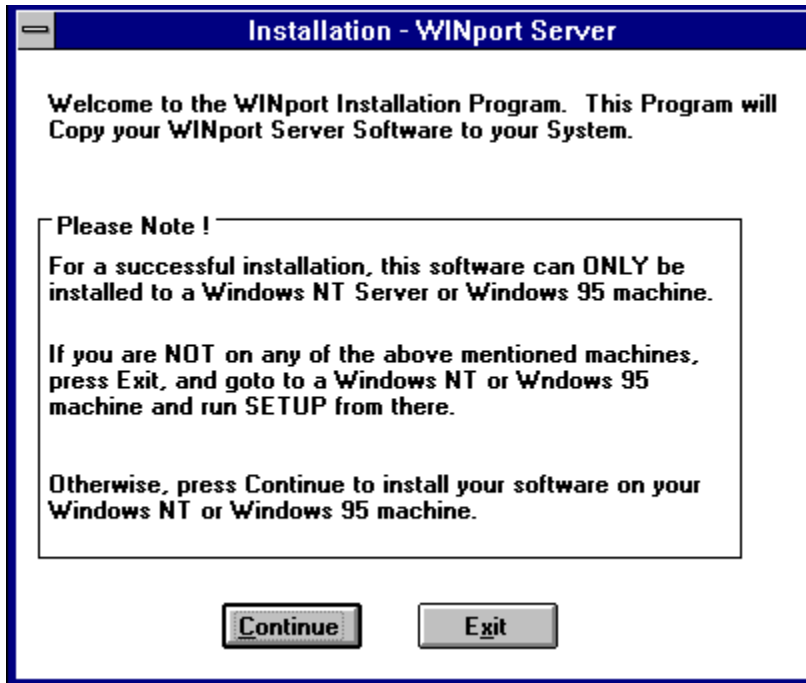 Installation - WINport Server
Welcome to the WINport Installation Program. This Program will
Copy your WINport Server Software to your System.
Please Note !
For a successful installation, this software can ONLY be
installed to a Windows NT Server or Windows 95 machine.
If you are NOT on any of the above mentioned machines,
press Exit, and goto to a Windows NT or Wndows 95
machine and run SETUP from there.
Otherwise, press Continue to install your software on your
Windows NT or Windows 95 machine.
Continue
Exit